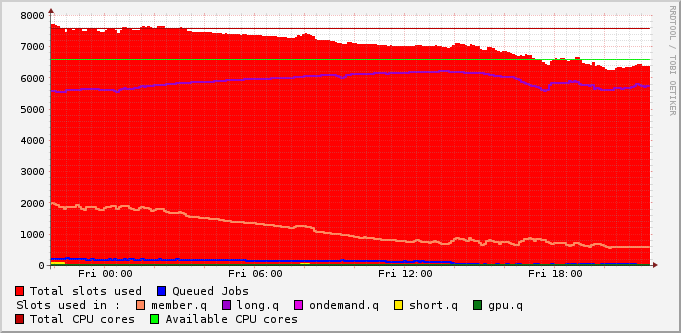 RRDTOOL / TOBI OETIKER
8000
7000
6000
5000
4000
3000
2000
1000
0
Fri 00:00 Fri 06:00 Fri 12:00 Fri 18:00
Total slots used Queued Jobs
Slots used in : member.q long.q ondemand.q short.q gpu.q
Total CPU cores Available CPU cores